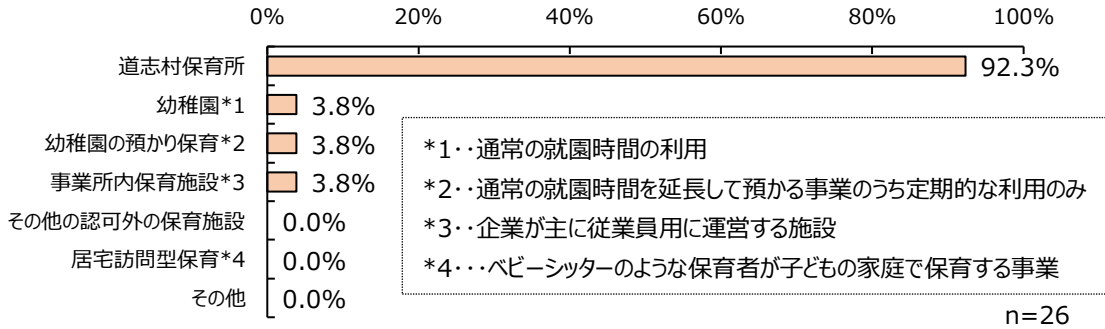 0% 20% 40% 60% 80% 100%
道志村保育所 92.3%
幼稚園*1 3.8%
幼稚園の預かり保育*2 3.8%
事業所内保育施設*3 3.8%
その他の認可外の保育施設 0.0%
居宅訪問型保育*4 0.0%
その他 0.0%
*1‥通常の就園時間の利用
*2‥通常の就園時間を延長して預かる事業のうち定期的な利用のみ
*3‥企業が主に従業員用に運営する施設
*4・・・ベビーシッターのような保育者が子どもの家庭で保育する事業
n=26